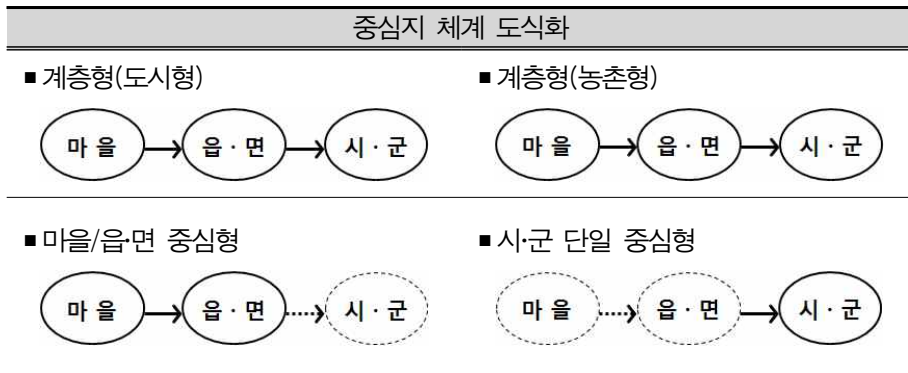 중심지 체계 도식화
■ 계층형(도시형)
■ 계층형(농촌형)
마을 읍·면 시·군
마을 읍·면 시·군
■ 마을/읍·면 중심형
■ 시·군 단일 중심형
마을 읍·면 시·군
마을 읍·면 시·군